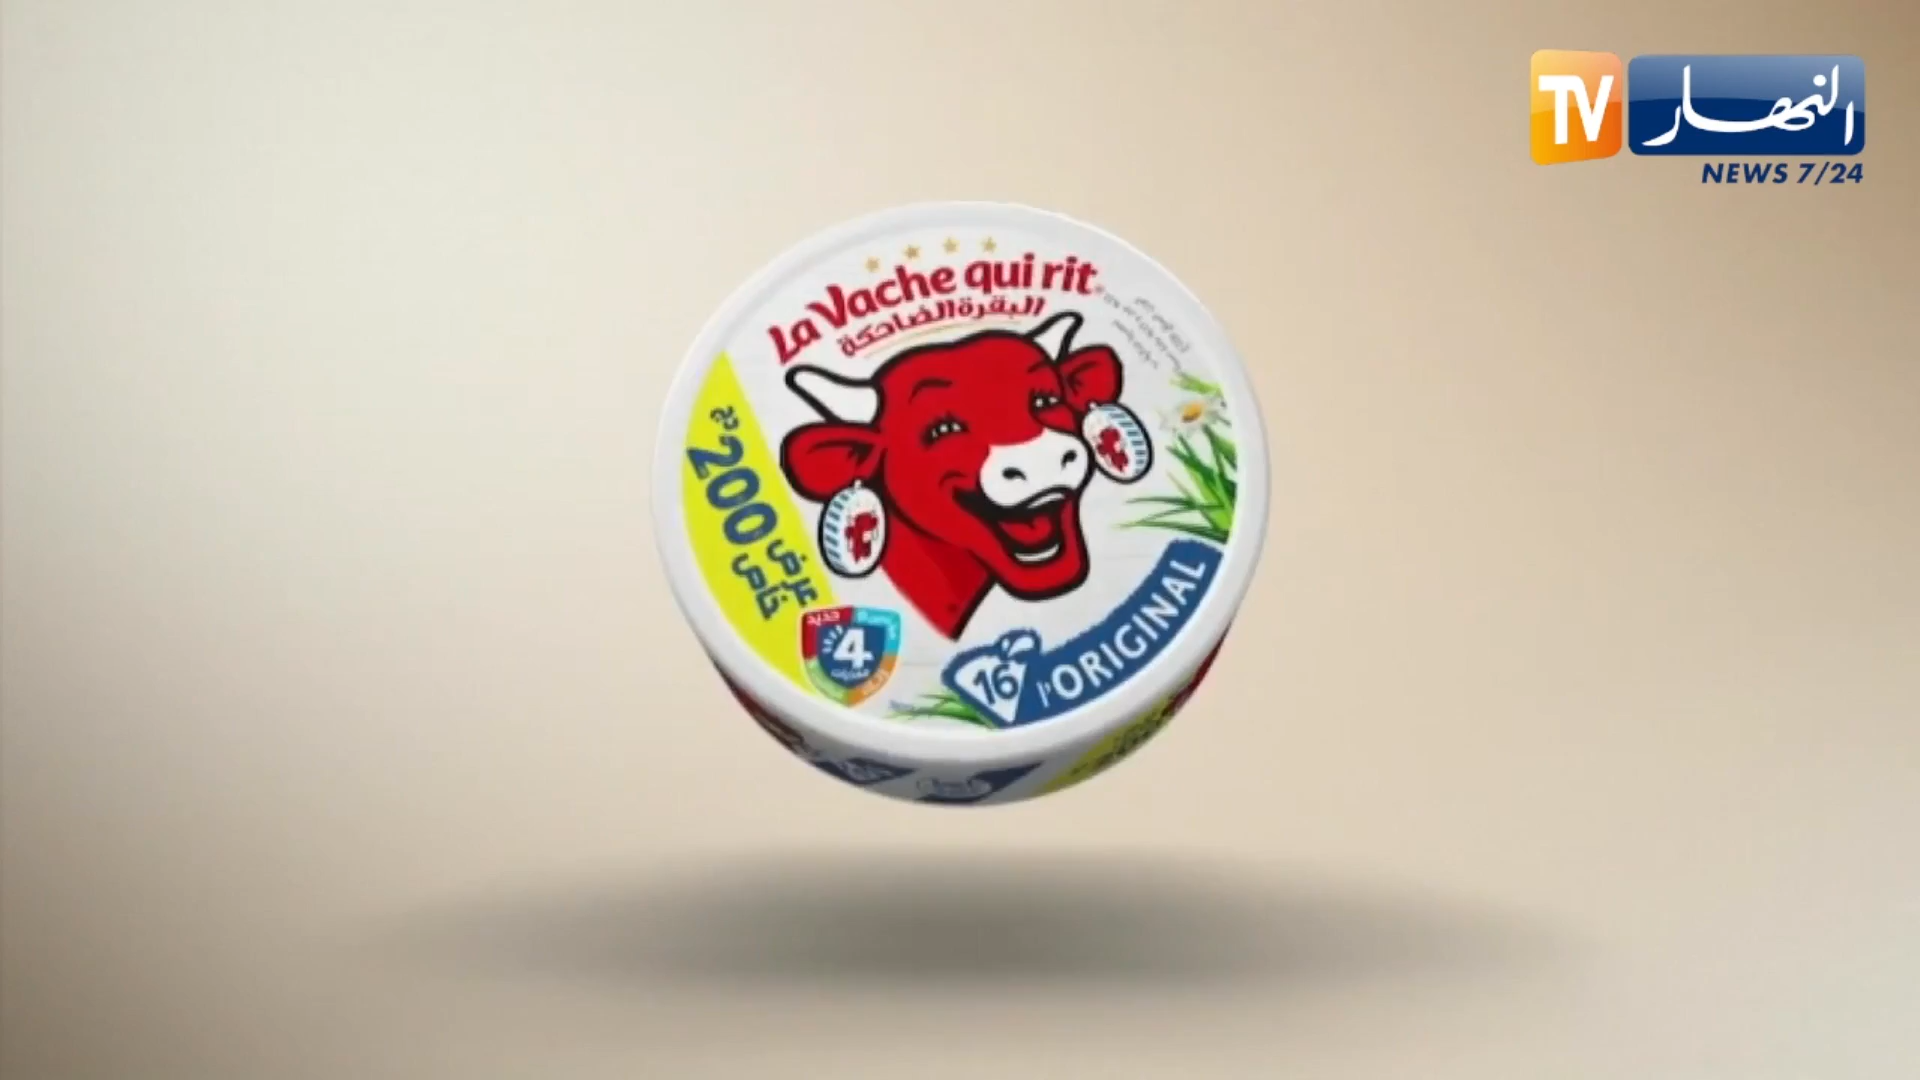 TV النهار
NEWS 7/24
La Vache qui rit
البقرة الضاحكة
عرض خاص
200 دج
جديد
4
16
l'ORIGINAL